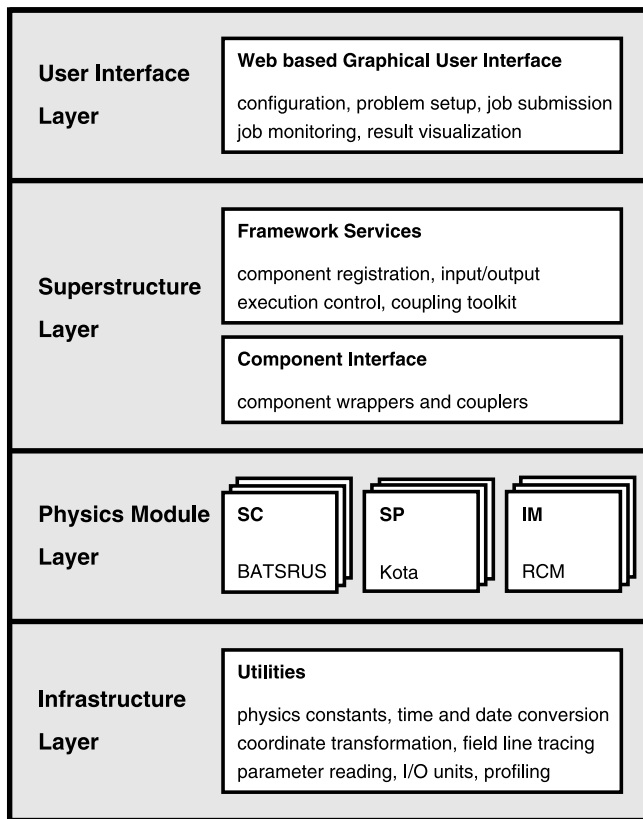 User Interface
Layer
Web based Graphical User Interface
configuration, problem setup, job submission
job monitoring, result visualization
Superstructure
Layer
Framework Services
component registration, input/output
execution control, coupling toolkit
Component Interface
component wrappers and couplers
Physics Module
Layer
SC
BATSRUS
SP
Kota
IM
RCM
Infrastructure
Layer
Utilities
physics constants, time and date conversion
coordinate transformation, field line tracing
parameter reading, I/O units, profiling